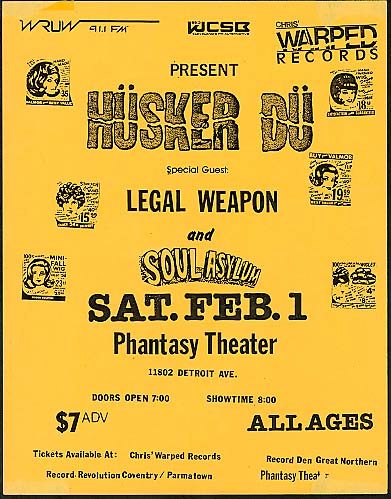 WRUW 91.1 FM
WCSB
CHRIS'
WARPED
RECORDS
PRESENT
HÜSKER DÜ
Special Guest:
LEGAL WEAPON
and
SOUL ASYLUM
SAT. FEB. 1
Phantasy Theater
11802 DETROIT AVE.
DOORS OPEN 7:00 SHOWTIME 8:00
$7 ADV ALL AGES
Tickets Available At: Chris' Warped Records
Record Den Great Northern
Record Revolution Coventry / Parmatown
Phantasy